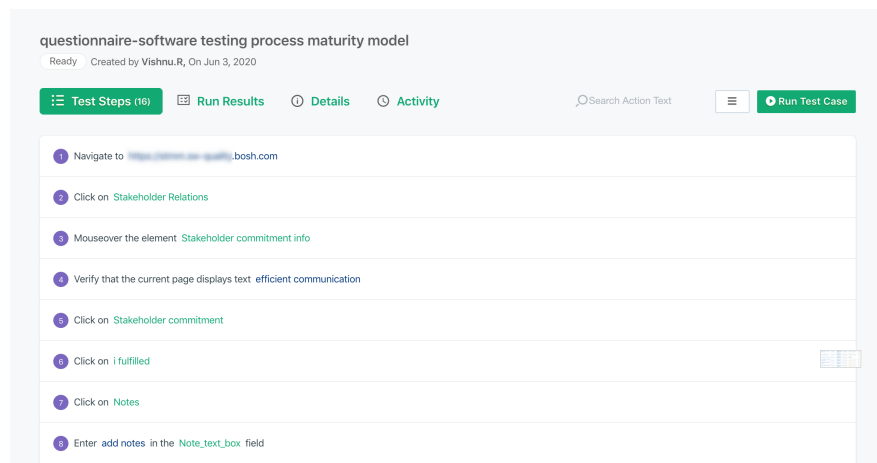 questionnaire-software testing process maturity model
Ready Created by Vishnu.R, On Jun 3, 2020
Test Steps (16) Run Results Details Activity Search Action Text Run Test Case
1 Navigate to .bosh.com
2 Click on Stakeholder Relations
3 Mouseover the element Stakeholder commitment info
4 Verify that the current page displays text efficient communication
5 Click on Stakeholder commitment
6 Click on i fulfilled
7 Click on Notes
8 Enter add notes in the Note_text_box field